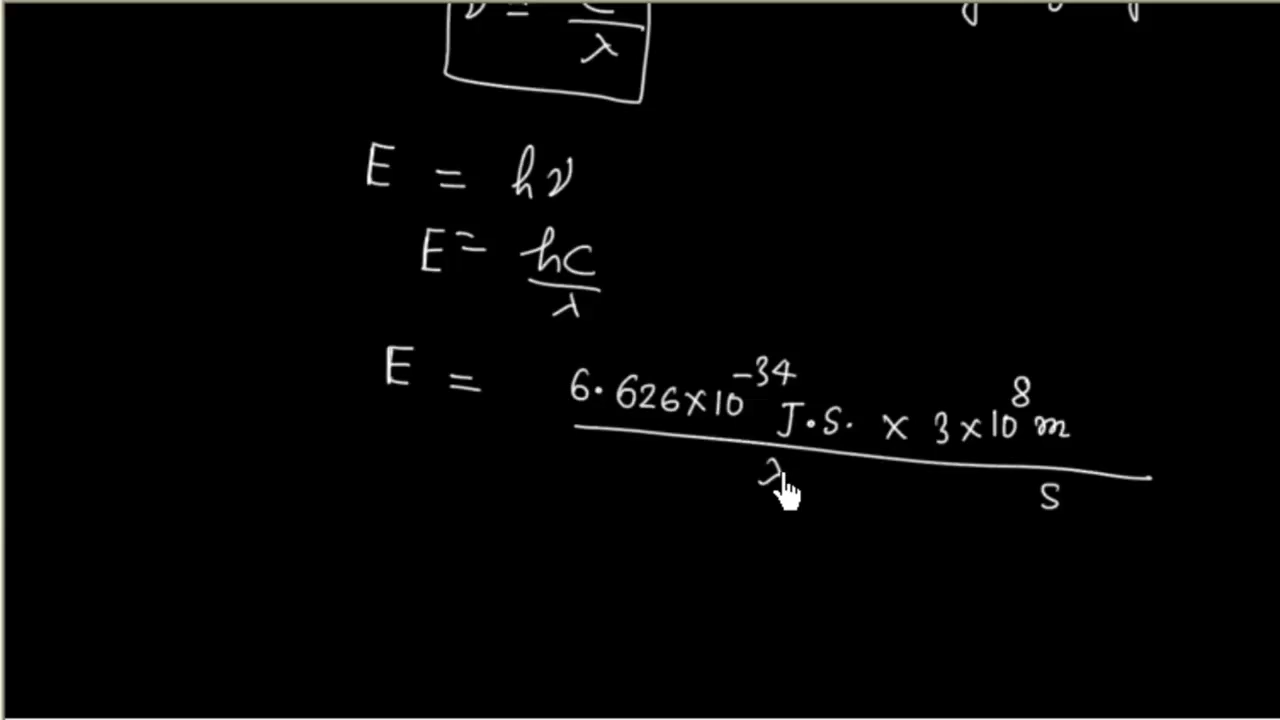 ν = c/λ
E = hν
E = hc/λ
E = 6.626×10⁻³⁴ J.S. × 3×10⁸ m
λ S